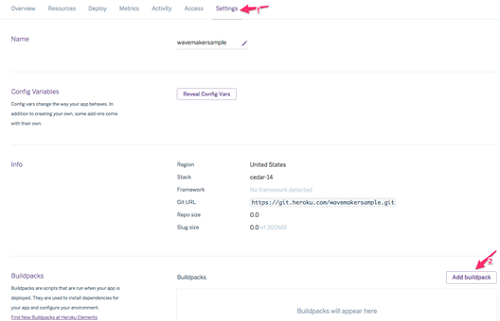 Overview Resources Deploy Metrics Activity Access Settings
1
Name
wavemakersample
Config Variables
Reveal Config Vars
Config vars change the way your app behaves. In
addition to creating your own, some add-ons come
with their own.
Info
Region United States
Stack cedar-14
Framework No framework detected
Git URL https://git.heroku.com/wavemakersample.git
Repo size 0.0
Slug size 0.0 of 300MB
2
Buildpacks
Buildpacks
Add buildpack
Buildpacks are scripts that are run when your app is
deployed. They are used to install dependencies for
your app and configure your environment.
Find New Buildpacks at Heroku Elements
Buildpacks will appear here